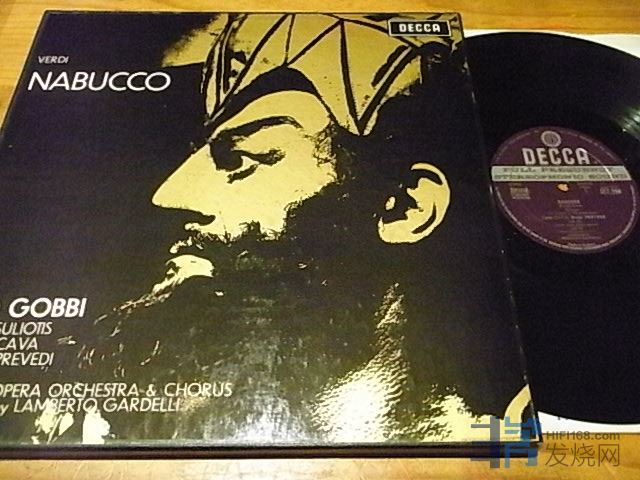 VERDI
NABUCCO
DECCA
GOBBI
SULIOTIS
CAVA
PREVEDI
OPERA ORCHESTRA & CHORUS
by LAMBERTO GARDELLI
DECCA
FULL FREQUENCY
STEREOPHONIC SOUND
NABUCCO
HIFI168.com
发烧网